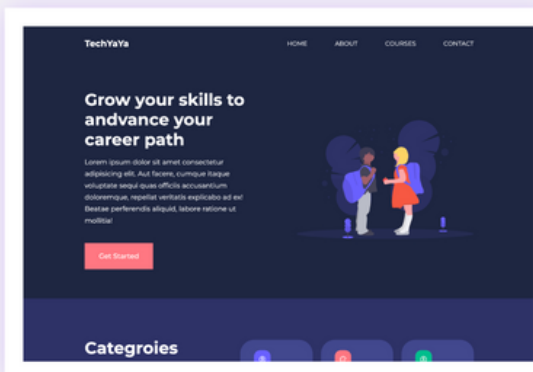 TechYaYa
HOME ABOUT COURSES CONTACT
Grow your skills to
andvance your
career path
Lorem ipsum dolor sit amet consectetur
adipisicing elit. Aut facere, cumque itaque
voluptate sequi quas officiis accusantium
doloremque, repellat veritatis explicabo ad ex!
Beatae perferendis aliquid, labore ratione ut
mollitia!
Get Started
Categroies